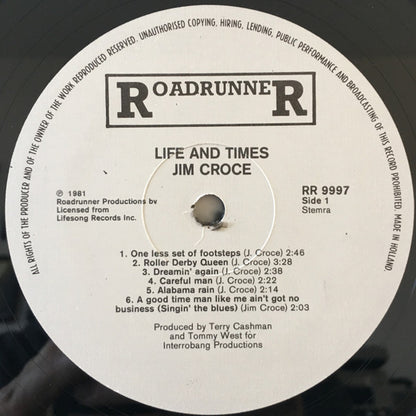 ALL RIGHTS OF THE PRODUCER AND OF THE OWNER OF THE WORK REPRODUCED RESERVED. UNAUTHORISED COPYING, HIRING, LENDING, PUBLIC PERFORMANCE AND BROADCASTING OF THIS RECORD PROHIBITED. MADE IN HOLLAND
ROADRUNNER
LIFE AND TIMES
JIM CROCE
℗ 1981
Roadrunner Productions bv
Licensed from
Lifesong Records Inc.
RR 9997
Side 1
Stemra
1. One less set of footsteps (J. Croce) 2:46
2. Roller Derby Queen (J. Croce) 3:28
3. Dreamin' again (J. Croce) 2:38
4. Careful man (J. Croce) 2:22
5. Alabama rain (J. Croce) 2:14
6. A good time man like me ain't got no
business (Singin' the blues) (Jim Croce) 2:03
Produced by Terry Cashman
and Tommy West for
Interrobang Productions